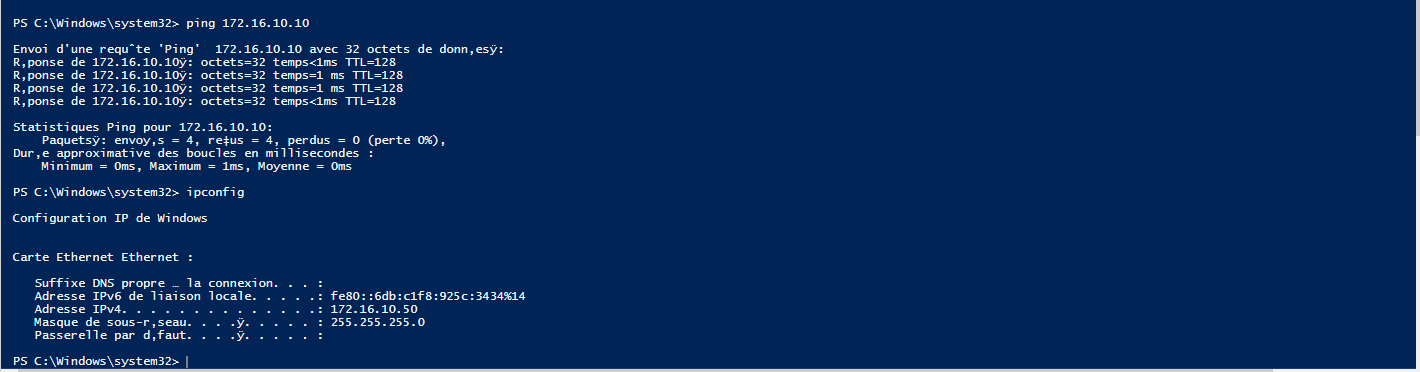 PS C:\Windows\system32> ping 172.16.10.10
Envoi d'une requˆte 'Ping'  172.16.10.10 avec 32 octets de donn‚esÿ:
R‚ponse de 172.16.10.10ÿ: octets=32 temps<1ms TTL=128
R‚ponse de 172.16.10.10ÿ: octets=32 temps=1 ms TTL=128
R‚ponse de 172.16.10.10ÿ: octets=32 temps=1 ms TTL=128
R‚ponse de 172.16.10.10ÿ: octets=32 temps<1ms TTL=128
Statistiques Ping pour 172.16.10.10:
    Paquetsÿ: envoy‚s = 4, re‡us = 4, perdus = 0 (perte 0%),
Dur‚e approximative des boucles en millisecondes :
    Minimum = 0ms, Maximum = 1ms, Moyenne = 0ms
PS C:\Windows\system32> ipconfig
Configuration IP de Windows
Carte Ethernet Ethernet :
   Suffixe DNS propre … la connexion. . . :
   Adresse IPv6 de liaison locale. . . . .: fe80::6db:c1f8:925c:3434%14
   Adresse IPv4. . . . . . . . . . . . . .: 172.16.10.50
   Masque de sous-r‚seau. . . .ÿ. . . . . : 255.255.255.0
   Passerelle par d‚faut. . . .ÿ. . . . . :
PS C:\Windows\system32>